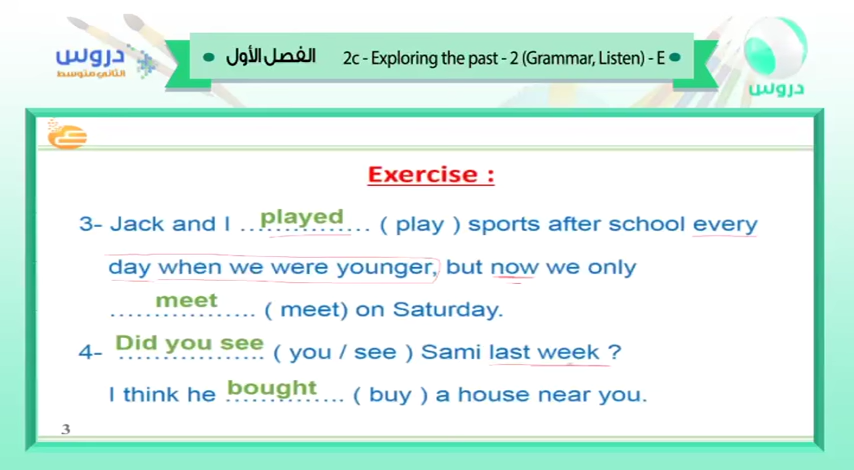 دروس
الثاني متوسط
الفصل الأول
2c - Exploring the past - 2 (Grammar, Listen) - E
دروس
Exercise :
3- Jack and I ...played... ( play ) sports after school every
day when we were younger, but now we only
...meet... ( meet) on Saturday.
4- Did you see ( you / see ) Sami last week ?
I think he bought ( buy ) a house near you.
3